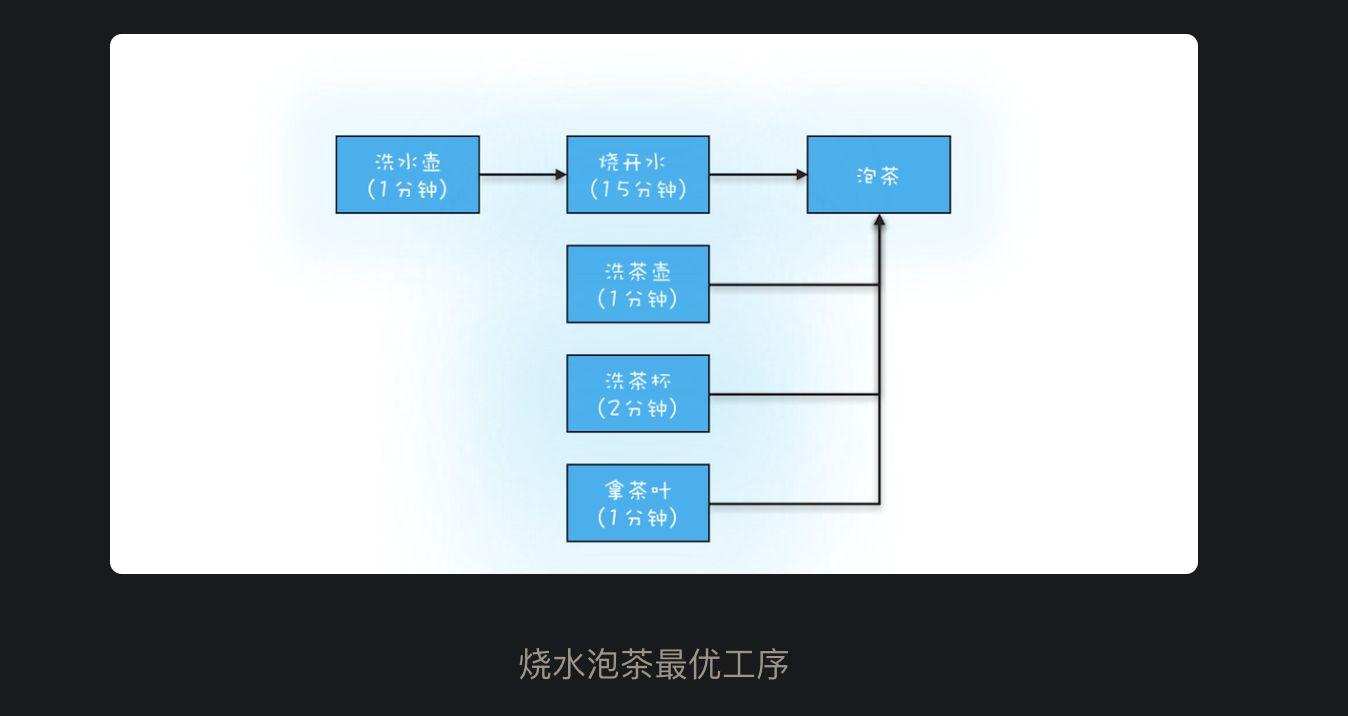 洗水壶
(1分钟)
烧开水
(15分钟)
泡茶
洗茶壶
(1分钟)
洗茶杯
(2分钟)
拿茶叶
(1分钟)
烧水泡茶最优工序